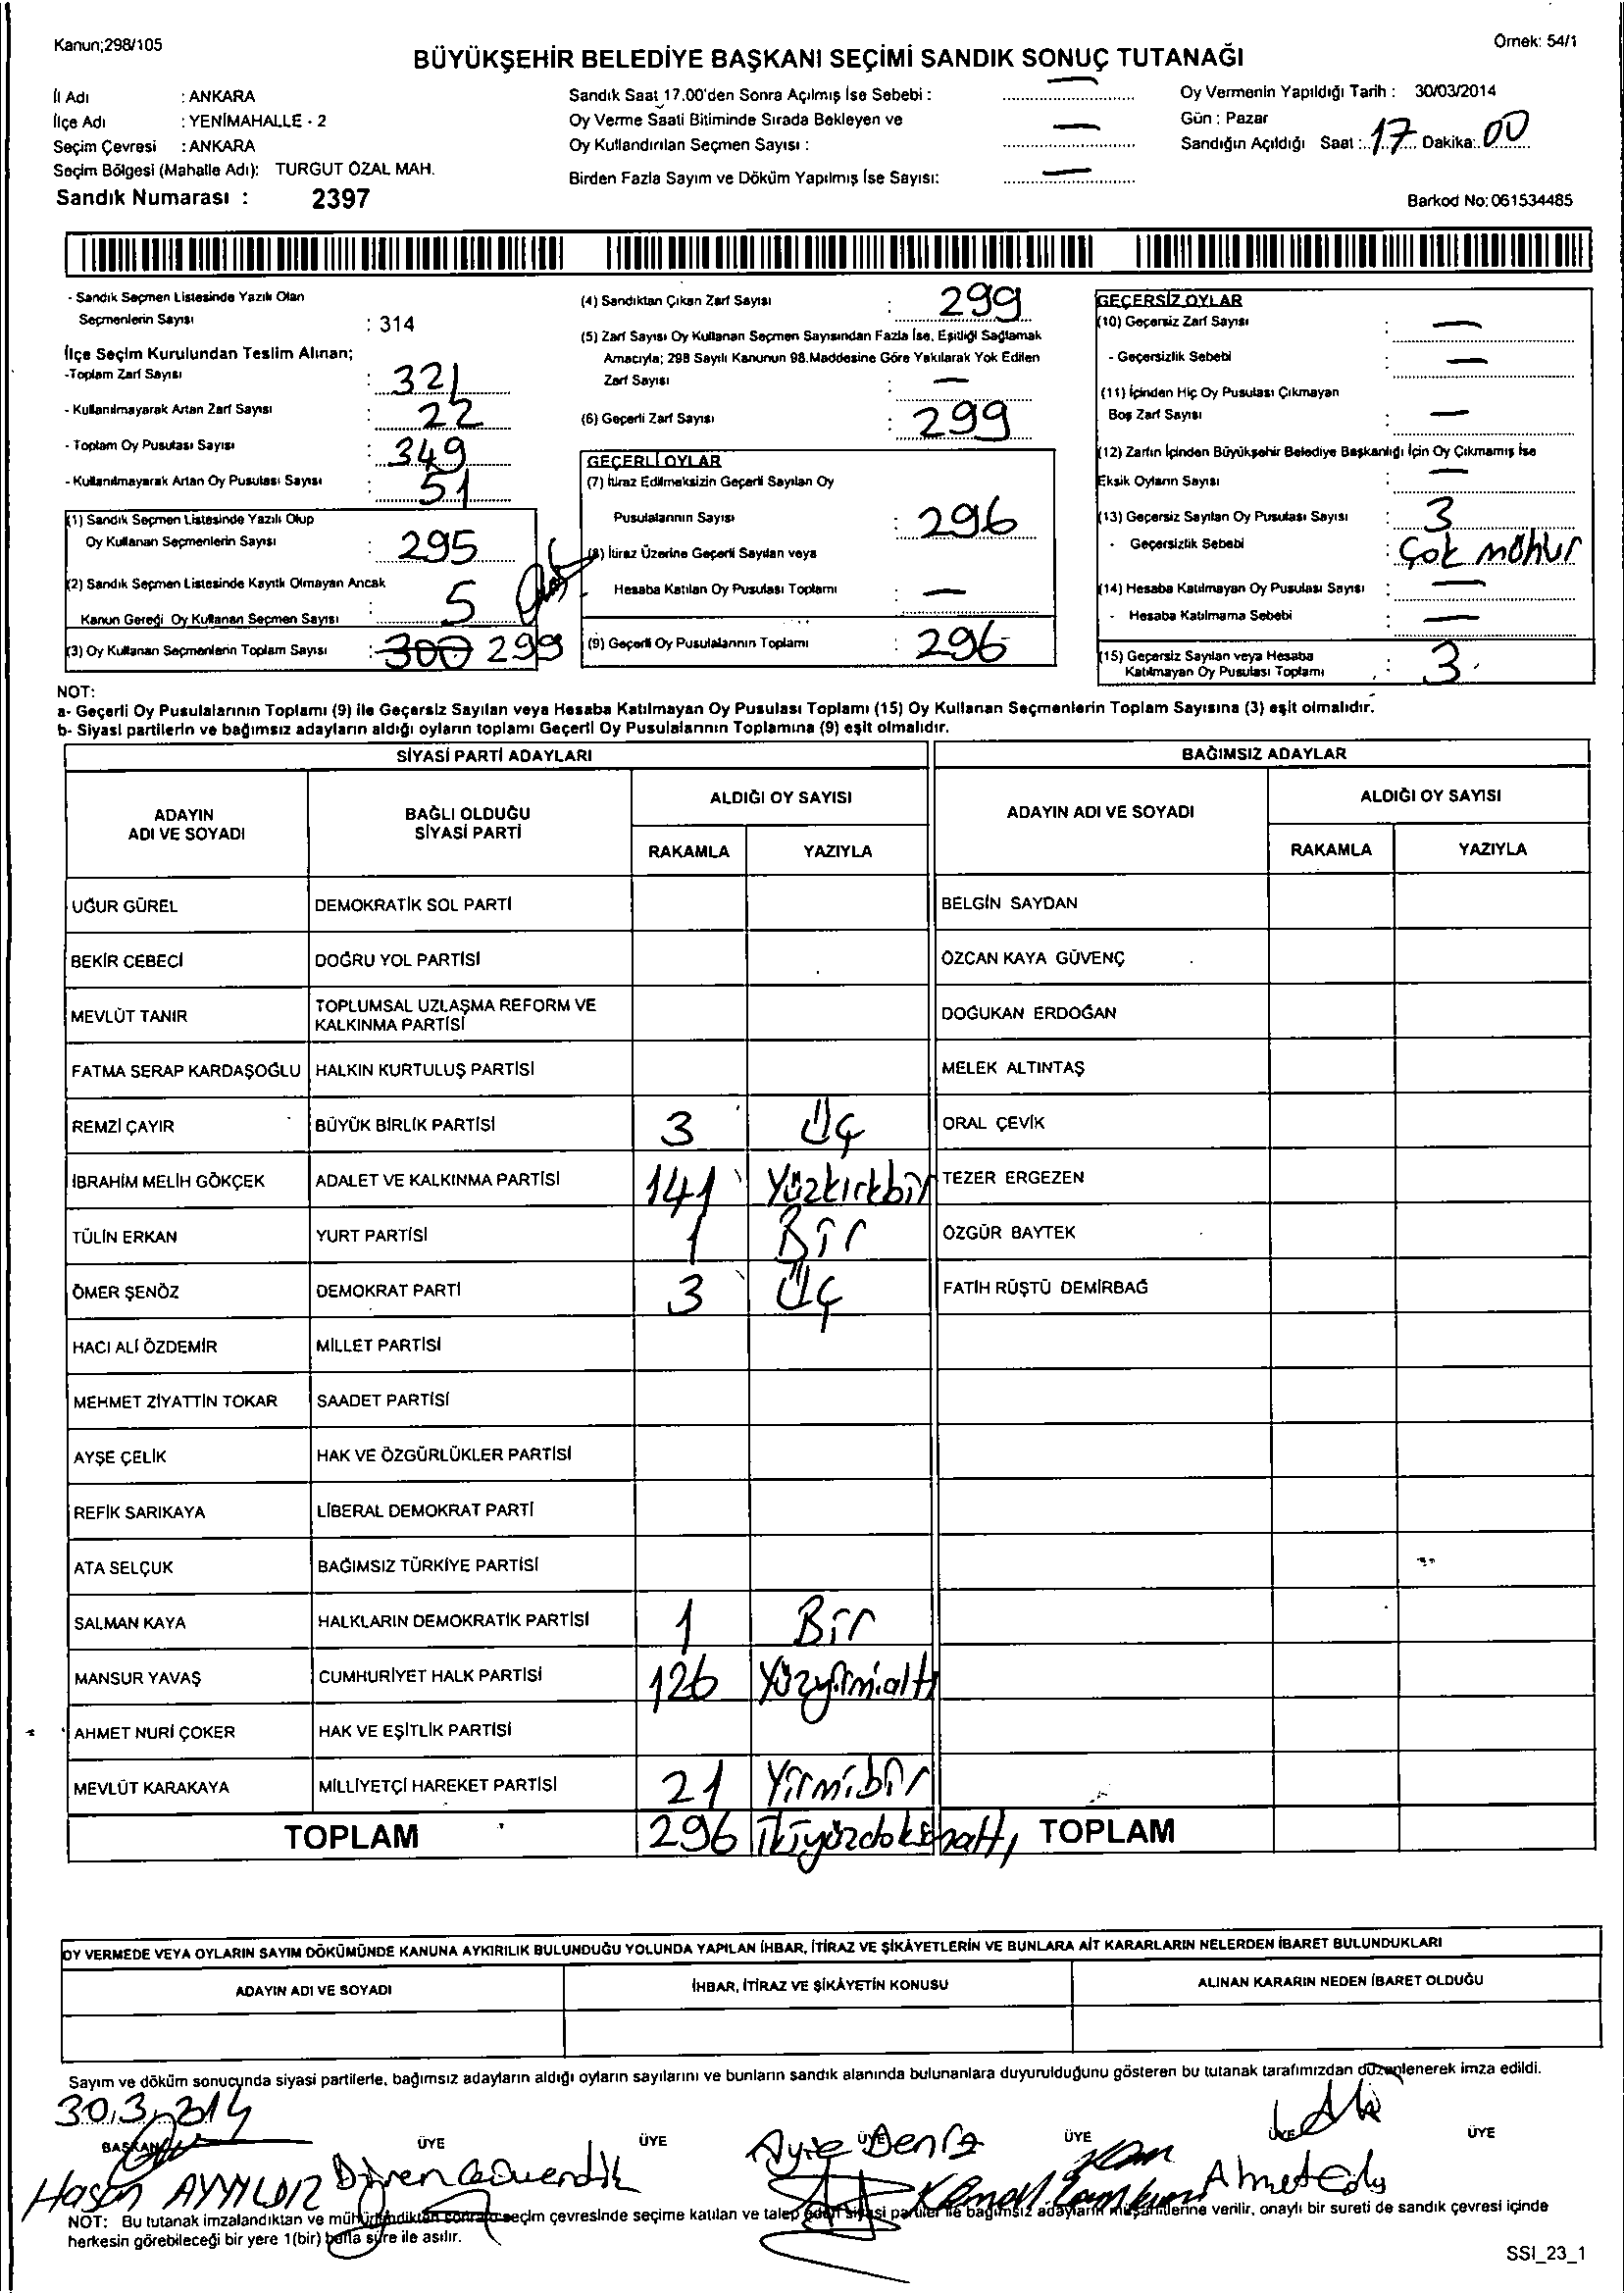 Kanun;298/105
Örnek: 54/1
BÜYÜKŞEHİR BELEDİYE BAŞKANI SEÇİMİ SANDIK SONUÇ TUTANAĞI
İl Adı : ANKARA
İlçe Adı : YENİMAHALLE - 2
Seçim Çevresi : ANKARA
Seçim Bölgesi (Mahalle Adı): TURGUT ÖZAL MAH.
Sandık Numarası : 2397
Sandık Saat 17.00'den Sonra Açılmış İse Sebebi : —
Oy Verme Saati Bitiminde Sırada Bekleyen ve
Oy Kullandırılan Seçmen Sayısı : —
Birden Fazla Sayım ve Döküm Yapılmış İse Sayısı: —
Oy Vermenin Yapıldığı Tarih : 30/03/2014
Gün : Pazar
Sandığın Açıldığı Saat : 17 Dakika: 00
Barkod No: 061534485
- Sandık Seçmen Listesinde Yazılı Olan
Seçmenlerin Sayısı : 314
İlçe Seçim Kurulundan Teslim Alınan;
-Toplam Zarf Sayısı : 321
- Kullanılmayarak Artan Zarf Sayısı : 22
- Toplam Oy Pusulası Sayısı : 349
- Kullanılmayarak Artan Oy Pusulası Sayısı : 51
(1) Sandık Seçmen Listesinde Yazılı Olup
Oy Kullanan Seçmenlerin Sayısı : 295
(2) Sandık Seçmen Listesinde Kayıtlı Olmayan Ancak
Kanun Gereği Oy Kullanan Seçmen Sayısı : 5
(3) Oy Kullanan Seçmenlerin Toplam Sayısı : 300 299
(4) Sandıktan Çıkan Zarf Sayısı : 299
(5) Zarf Sayısı Oy Kullanan Seçmen Sayısından Fazla İse, Eşitliği Sağlamak
Amacıyla; 298 Sayılı Kanunun 98.Maddesine Göre Yakılarak Yok Edilen
Zarf Sayısı : —
(6) Geçerli Zarf Sayısı : 299
GEÇERLİ OYLAR
(7) İtiraz Edilmeksizin Geçerli Sayılan Oy
Pusulalarının Sayısı : 296
(8) İtiraz Üzerine Geçerli Sayılan veya
Hesaba Katılan Oy Pusulası Toplamı : —
(9) Geçerli Oy Pusulalarının Toplamı : 296
GEÇERSİZ OYLAR
(10) Geçersiz Zarf Sayısı : —
- Geçersizlik Sebebi : —
(11) İçinden Hiç Oy Pusulası Çıkmayan
Boş Zarf Sayısı : —
(12) Zarfın İçinden Büyükşehir Belediye Başkanlığı İçin Oy Çıkmamış İse
Eksik Oyların Sayısı : —
(13) Geçersiz Sayılan Oy Pusulası Sayısı : 3
- Geçersizlik Sebebi : Çok mühür
(14) Hesaba Katılmayan Oy Pusulası Sayısı : —
- Hesaba Katılmama Sebebi : —
(15) Geçersiz Sayılan veya Hesaba
Katılmayan Oy Pusulası Toplamı : 3
NOT:
a- Geçerli Oy Pusulalarının Toplamı (9) ile Geçersiz Sayılan veya Hesaba Katılmayan Oy Pusulası Toplamı (15) Oy Kullanan Seçmenlerin Toplam Sayısına (3) eşit olmalıdır.
b- Siyasi partilerin ve bağımsız adayların aldığı oyların toplamı Geçerli Oy Pusulalarının Toplamına (9) eşit olmalıdır.
SİYASİ PARTİ ADAYLARI
BAĞIMSIZ ADAYLAR
ADAYIN
ADI VE SOYADI
BAĞLI OLDUĞU
SİYASİ PARTİ
ALDIĞI OY SAYISI
RAKAMLA YAZIYLA
ADAYIN ADI VE SOYADI
ALDIĞI OY SAYISI
RAKAMLA YAZIYLA
UĞUR GÜREL DEMOKRATİK SOL PARTİ BELGİN SAYDAN
BEKİR CEBECİ DOĞRU YOL PARTİSİ ÖZCAN KAYA GÜVENÇ
MEVLÜT TANIR TOPLUMSAL UZLAŞMA REFORM VE
KALKINMA PARTİSİ DOĞUKAN ERDOĞAN
FATMA SERAP KARDAŞOĞLU HALKIN KURTULUŞ PARTİSİ MELEK ALTINTAŞ
REMZİ ÇAYIR BÜYÜK BİRLİK PARTİSİ 3 Üç ORAL ÇEVİK
İBRAHİM MELİH GÖKÇEK ADALET VE KALKINMA PARTİSİ 141 Yüzkırkbir TEZER ERGEZEN
TÜLİN ERKAN YURT PARTİSİ 1 Bir ÖZGÜR BAYTEK
ÖMER ŞENÖZ DEMOKRAT PARTİ 3 Üç FATİH RÜŞTÜ DEMİRBAĞ
HACI ALİ ÖZDEMİR MİLLET PARTİSİ
MEHMET ZİYATTİN TOKAR SAADET PARTİSİ
AYŞE ÇELİK HAK VE ÖZGÜRLÜKLER PARTİSİ
REFİK SARIKAYA LİBERAL DEMOKRAT PARTİ
ATA SELÇUK BAĞIMSIZ TÜRKİYE PARTİSİ
SALMAN KAYA HALKLARIN DEMOKRATİK PARTİSİ 1 Bir
MANSUR YAVAŞ CUMHURİYET HALK PARTİSİ 126 Yüzyirmialtı
AHMET NURİ ÇOKER HAK VE EŞİTLİK PARTİSİ
MEVLÜT KARAKAYA MİLLİYETÇİ HAREKET PARTİSİ 21 Yirmibir
TOPLAM 296 İkiyüzdoksanaltı TOPLAM
OY VERMEDE VEYA OYLARIN SAYIM DÖKÜMÜNDE KANUNA AYKIRILIK BULUNDUĞU YOLUNDA YAPILAN İHBAR, İTİRAZ VE ŞİKÂYETLERİN VE BUNLARA AİT KARARLARIN NELERDEN İBARET BULUNDUKLARI
ADAYIN ADI VE SOYADI İHBAR, İTİRAZ VE ŞİKÂYETİN KONUSU ALINAN KARARIN NEDEN İBARET OLDUĞU
Sayım ve döküm sonucunda siyasi partilerle, bağımsız adayların aldığı oyların sayılarını ve bunların sandık alanında bulunanlara duyurulduğunu gösteren bu tutanak tarafımızdan düzenlenerek imza edildi.
30.3.2014
BAŞKAN ÜYE ÜYE ÜYE ÜYE ÜYE ÜYE
Hasan AYYILDIZ Ayşe Deniz Kemal Ahmet
NOT: Bu tutanak imzalandıktan ve mühürlendikten sonra o seçim çevresinde seçime katılan ve talep eden siyasi partiler ile bağımsız adayların müşahitlerine verilir, onaylı bir sureti de sandık çevresi içinde
herkesin görebileceği bir yere 1(bir) hafta süre ile asılır.
SSI_23_1